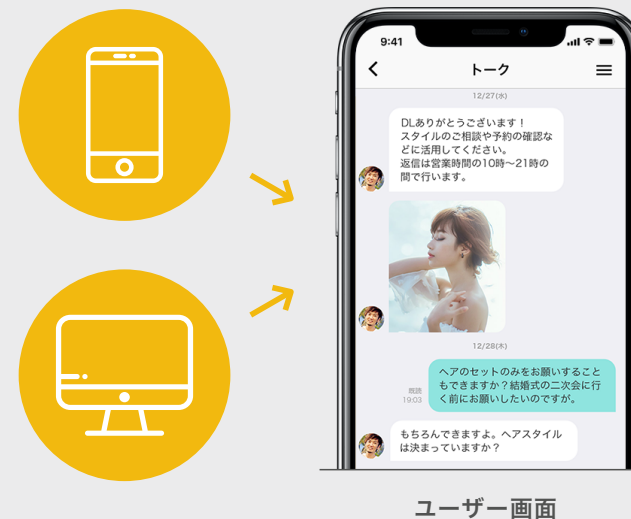 9:41
トーク
12/27(水)
DLありがとうございます！
スタイルのご相談や予約の確認な
どに活用してください。
返信は営業時間の10時〜21時の
間で行います。
12/28(木)
ヘアのセットのみをお願いすること
もできますか？結婚式の二次会に行
く前にお願いしたいのですが。
既読
19:03
もちろんできますよ。ヘアスタイル
は決まっていますか？
ユーザー画面